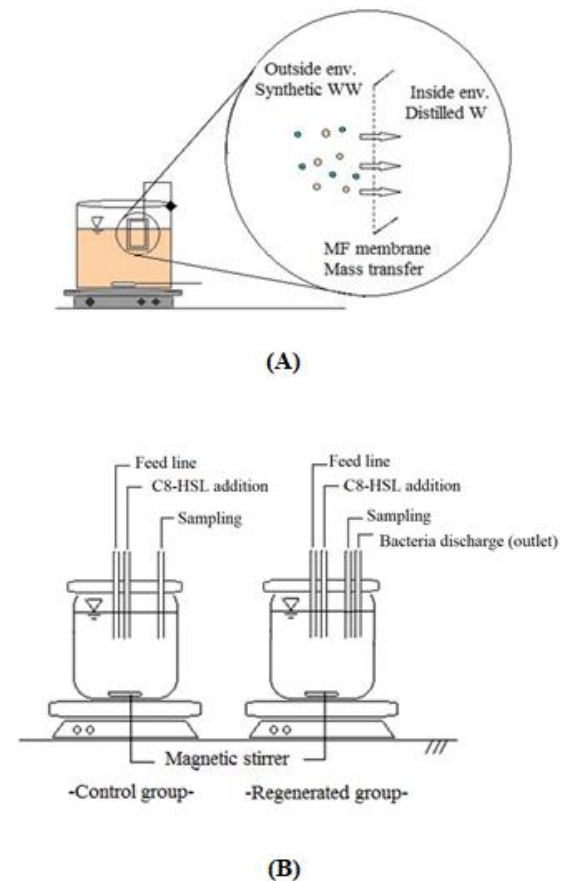 Outside env.
Synthetic WW
Inside env.
Distilled W
MF membrane
Mass transfer
(A)
Feed line
C8-HSL addition
Sampling
Feed line
C8-HSL addition
Sampling
Bacteria discharge (outlet)
Magnetic stirrer
-Control group-
-Regenerated group-
(B)